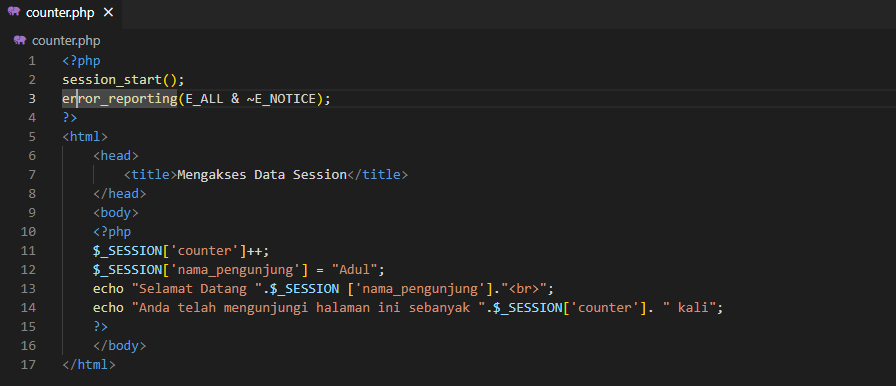 counter.php ×
counter.php
1 <?php
2 session_start();
3 error_reporting(E_ALL & ~E_NOTICE);
4 ?>
5 <html>
6 <head>
7 <title>Mengakses Data Session</title>
8 </head>
9 <body>
10 <?php
11 $_SESSION['counter']++;
12 $_SESSION['nama_pengunjung'] = "Adul";
13 echo "Selamat Datang ".$_SESSION ['nama_pengunjung']."<br>";
14 echo "Anda telah mengunjungi halaman ini sebanyak ".$_SESSION['counter']. " kali";
15 ?>
16 </body>
17 </html>